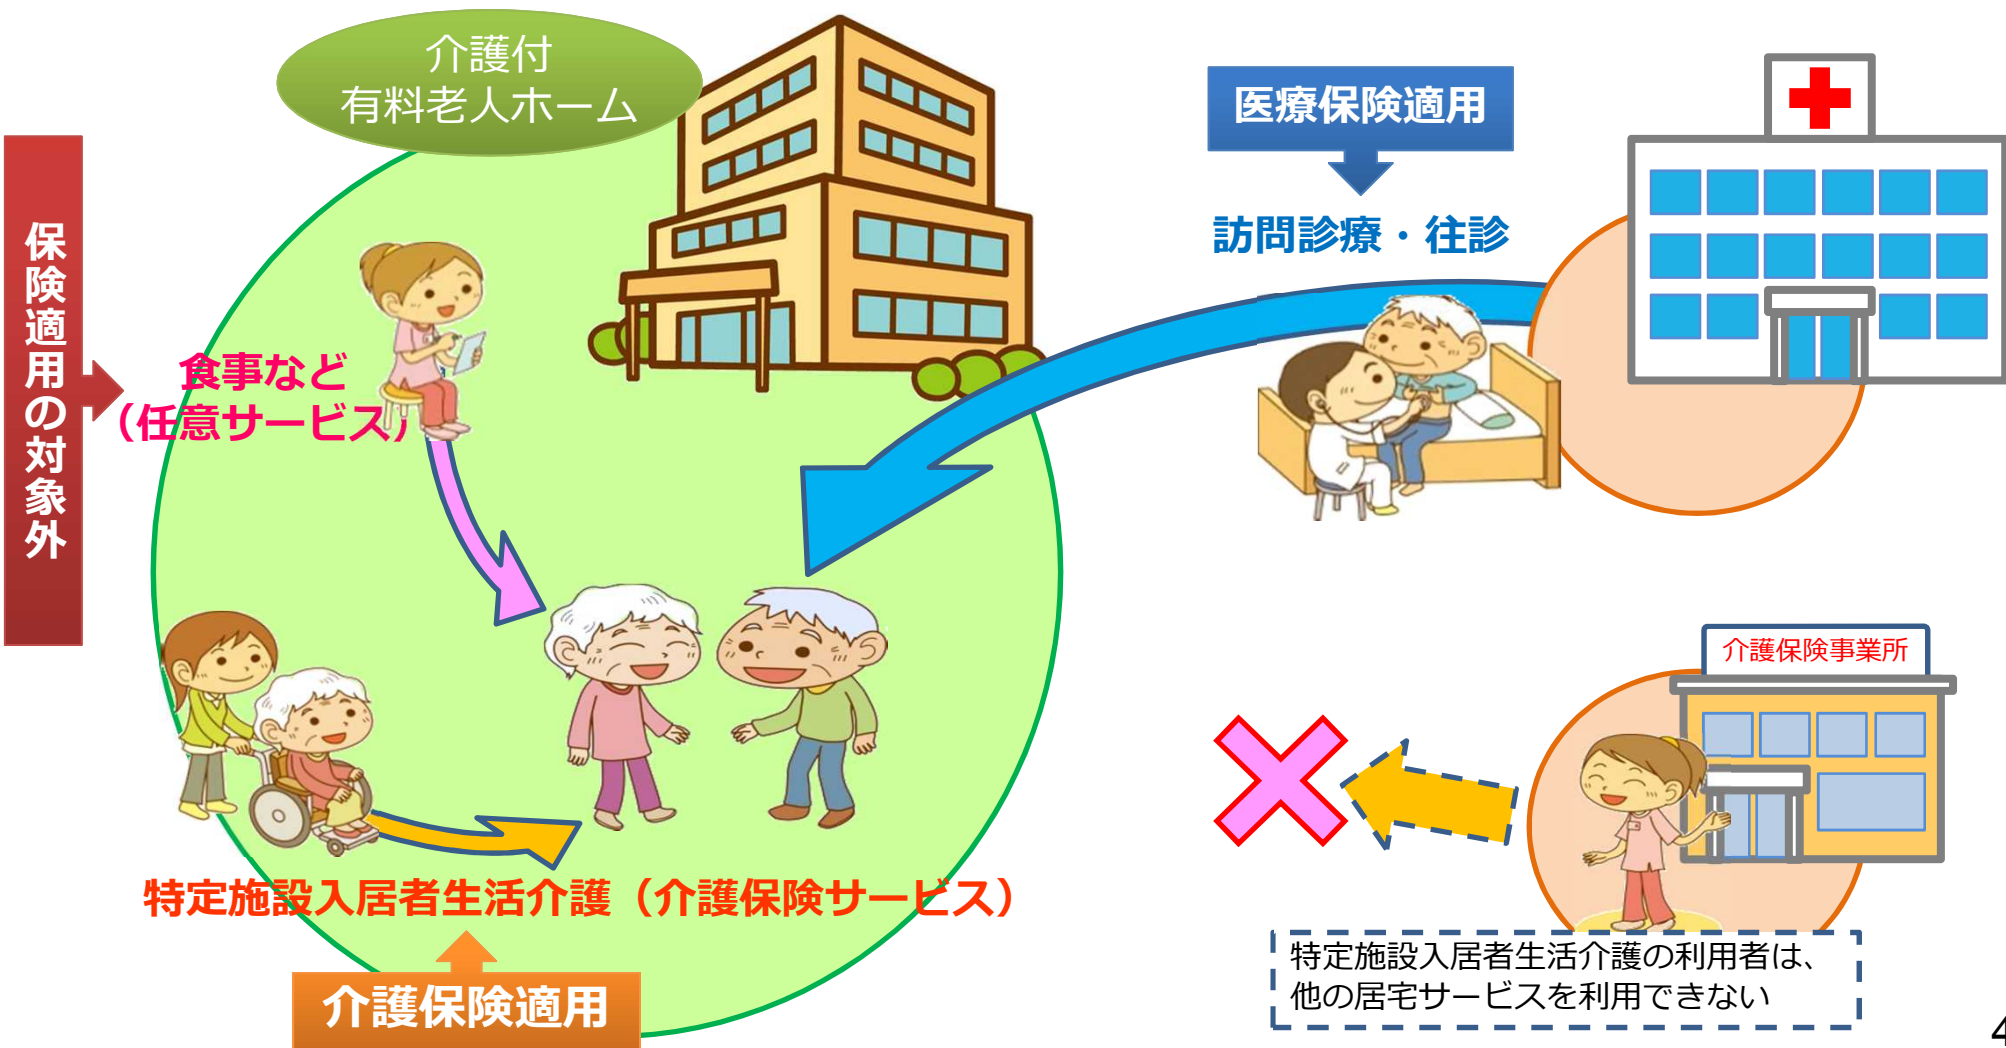 介護付
有料老人ホーム
保険適用の対象外
食事など
（任意サービス）
医療保険適用
訪問診療・往診
介護保険事業所
特定施設入居者生活介護（介護保険サービス）
介護保険適用
特定施設入居者生活介護の利用者は、
他の居宅サービスを利用できない
4